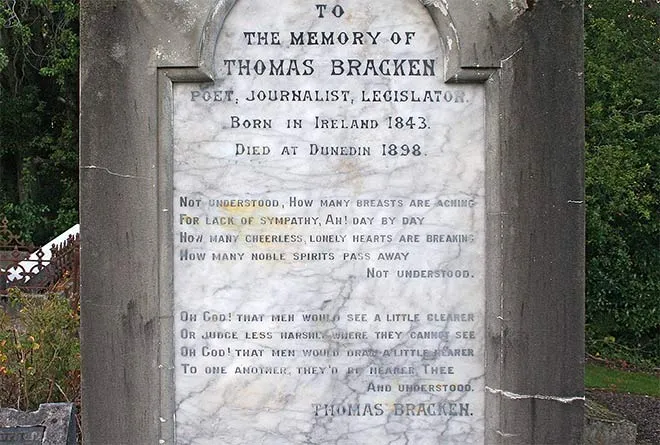 TO
THE MEMORY OF
THOMAS BRACKEN
POET, JOURNALIST, LEGISLATOR.
BORN IN IRELAND 1843.
DIED AT DUNEDIN 1898.
NOT UNDERSTOOD, HOW MANY BREASTS ARE ACHING
FOR LACK OF SYMPATHY, AH! DAY BY DAY
HOW MANY CHEERLESS, LONELY HEARTS ARE BREAKING
HOW MANY NOBLE SPIRITS PASS AWAY
NOT UNDERSTOOD.
OH GOD! THAT MEN WOULD SEE A LITTLE CLEARER
OR JUDGE LESS HARSHLY WHERE THEY CANNOT SEE
OH GOD! THAT MEN WOULD DRAW A LITTLE NEARER
TO ONE ANOTHER, THEY'D BE NEARER THEE
AND UNDERSTOOD.
THOMAS BRACKEN.